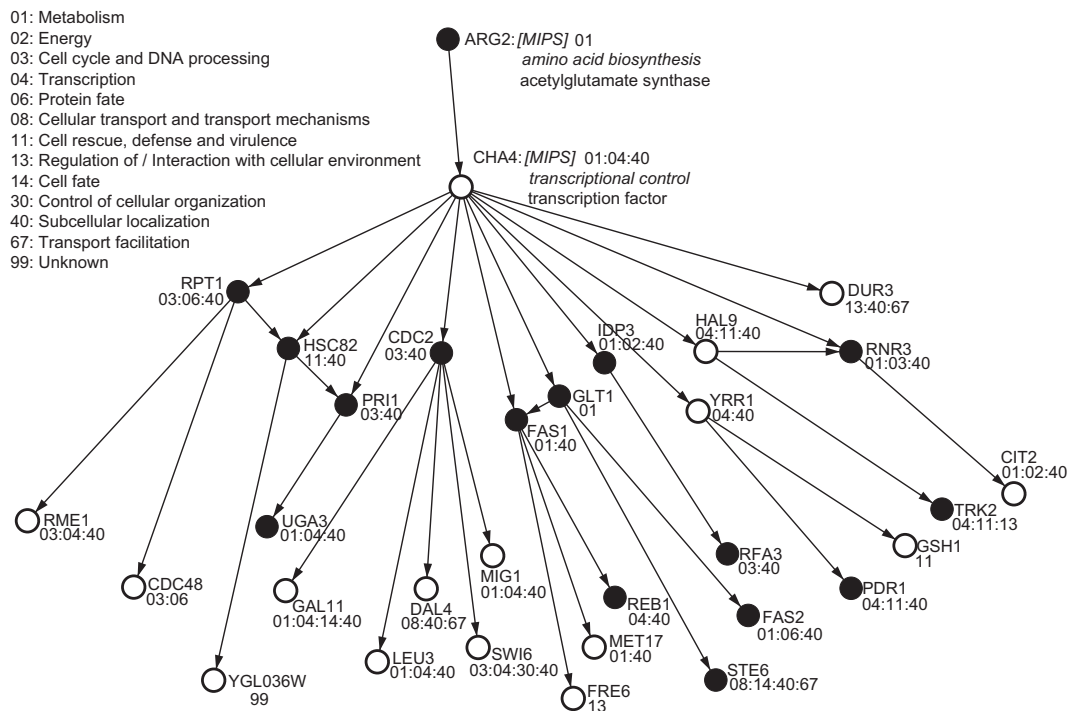 01: Metabolism
02: Energy
03: Cell cycle and DNA processing
04: Transcription
06: Protein fate
08: Cellular transport and transport mechanisms
11: Cell rescue, defense and virulence
13: Regulation of / Interaction with cellular environment
14: Cell fate
30: Control of cellular organization
40: Subcellular localization
67: Transport facilitation
99: Unknown
ARG2: [MIPS] 01
amino acid biosynthesis
acetylglutamate synthase
CHA4: [MIPS] 01:04:40
transcriptional control
transcription factor
RPT1
03:06:40
HSC82
11:40
PRI1
03:40
CDC2
03:40
FAS1
01:40
GLT1
01
IDP3
01:02:40
HAL9
04:11:40
YRR1
04:40
DUR3
13:40:67
RNR3
01:03:40
CIT2
01:02:40
TRK2
04:11:13
GSH1
11
PDR1
04:11:40
RFA3
03:40
FAS2
01:06:40
STE6
08:14:40:67
REB1
04:40
MET17
01:40
FRE6
13
MIG1
01:04:40
SWI6
03:04:30:40
DAL4
08:40:67
LEU3
01:04:40
GAL11
01:04:14:40
UGA3
01:04:40
YGL036W
99
CDC48
03:06
RME1
03:04:40